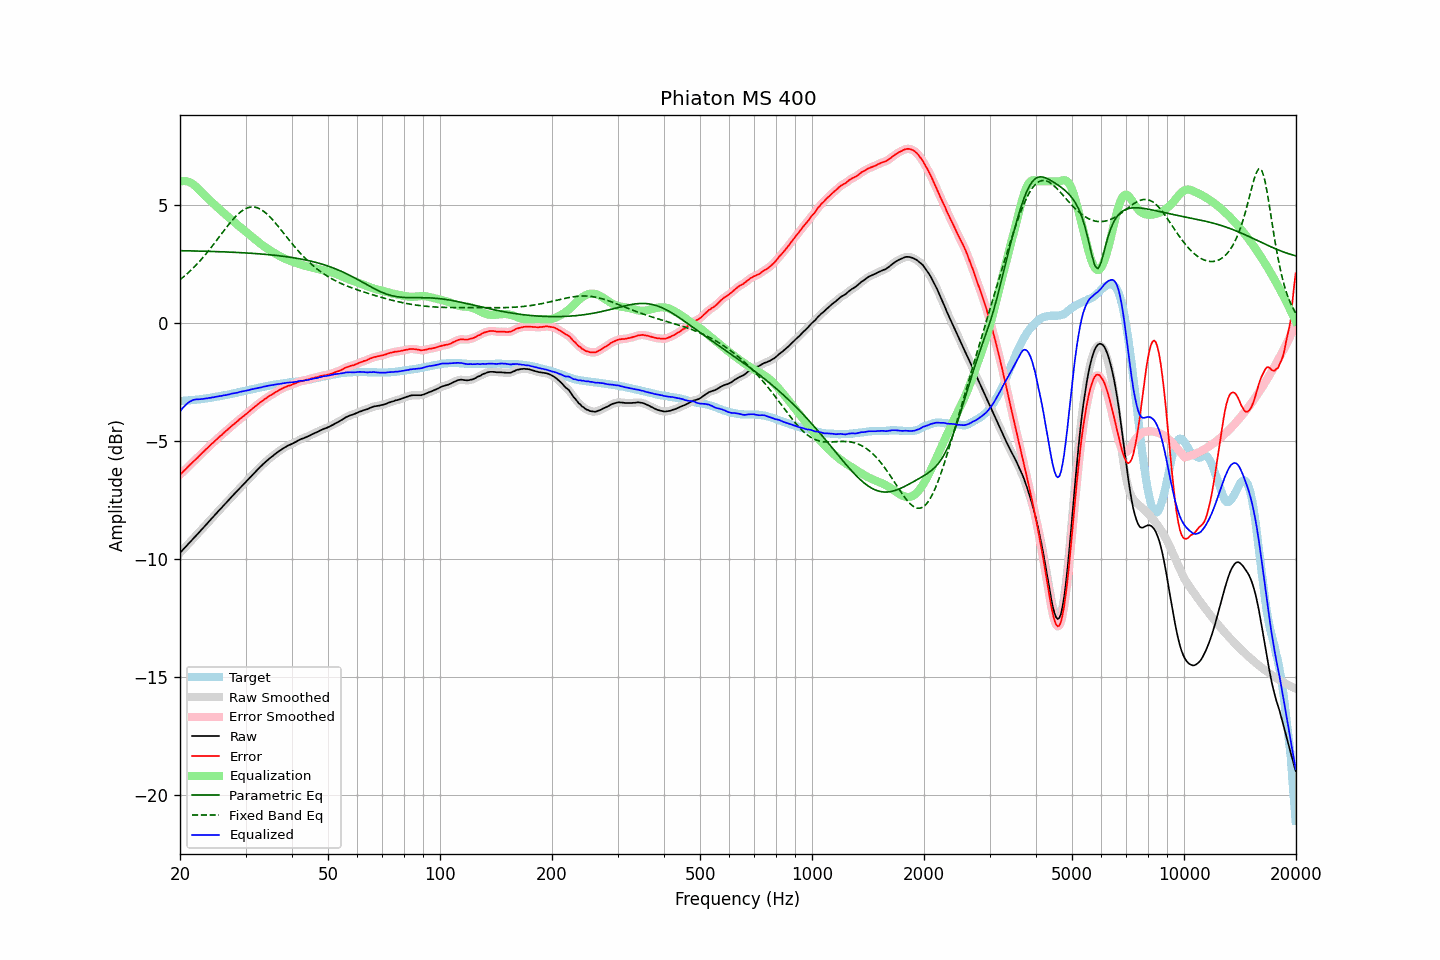 Phiaton MS 400
Amplitude (dBr)
5
0
−5
−10
−15
−20
Target
Raw Smoothed
Error Smoothed
Raw
Error
Equalization
Parametric Eq
Fixed Band Eq
Equalized
20 50 100 200 500 1000 2000 5000 10000 20000
Frequency (Hz)